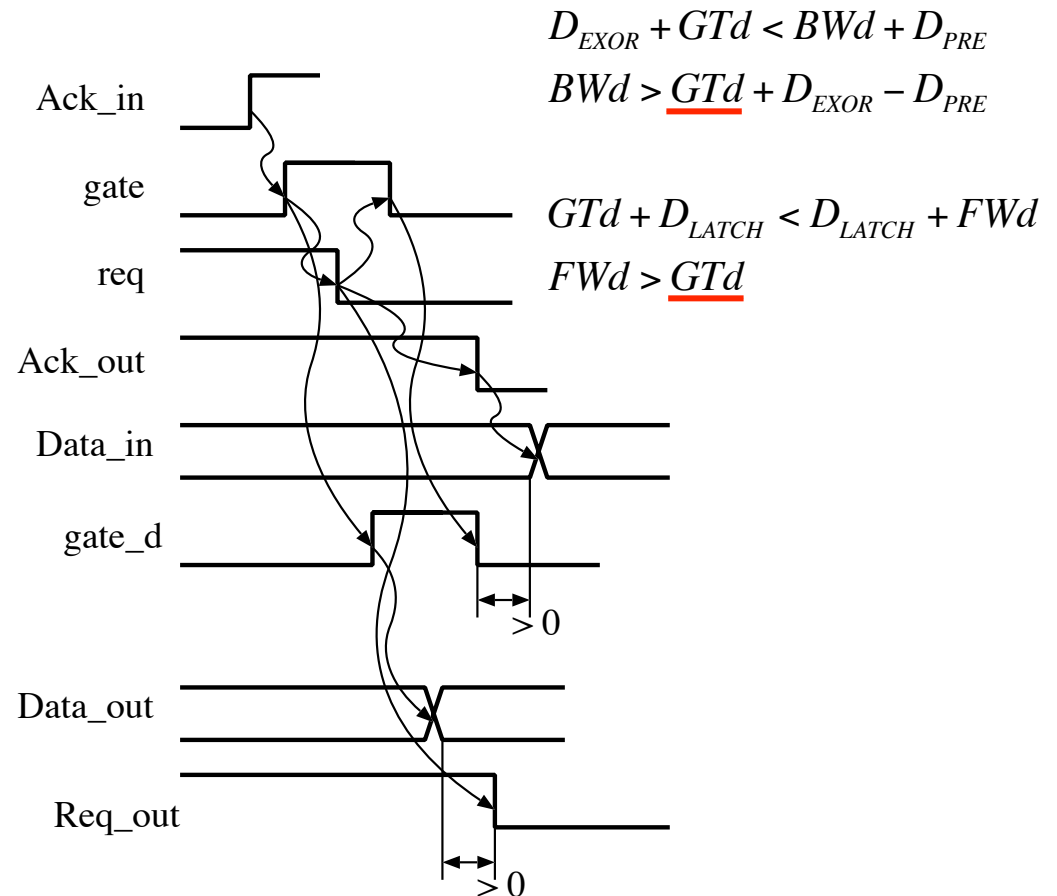 D_EXOR + GTd < BWd + D_PRE
BWd > GTd + D_EXOR − D_PRE
Ack_in
gate
GTd + D_LATCH < D_LATCH + FWd
req
FWd > GTd
Ack_out
Data_in
gate_d
> 0
Data_out
Req_out
> 0